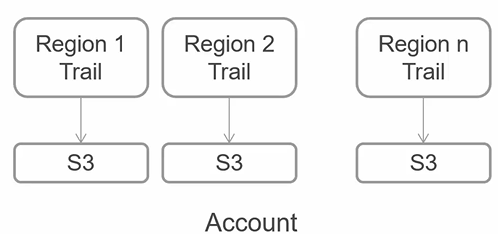 Region 1
Trail
Region 2
Trail
Region n
Trail
S3
S3
S3
Account